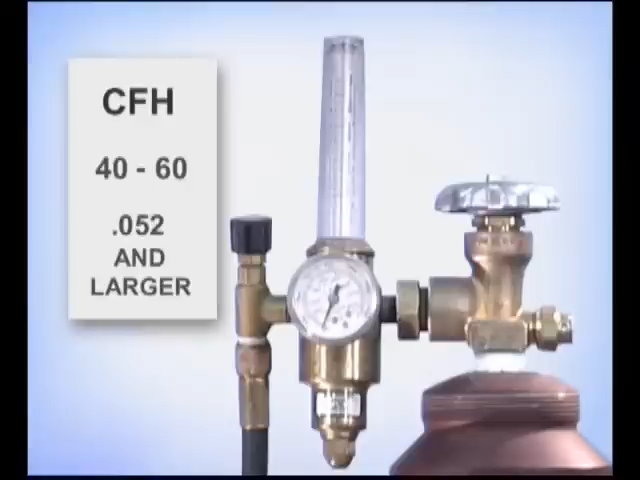 CFH
40 - 60
.052
AND
LARGER